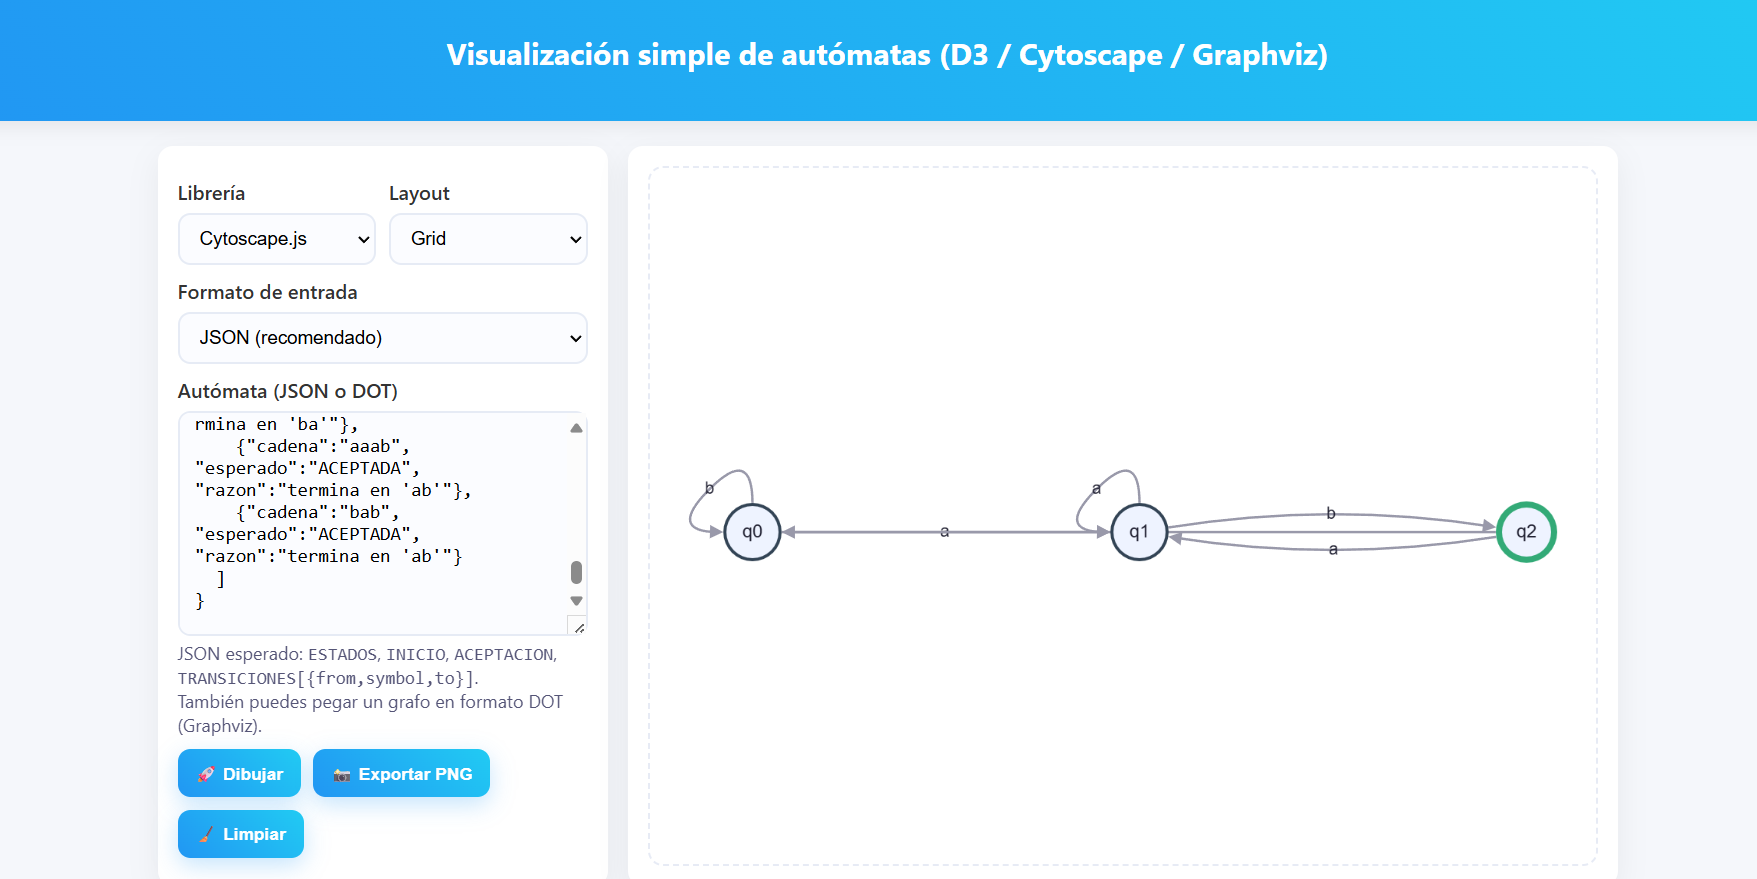 Visualización simple de autómatas (D3 / Cytoscape / Graphviz)
Librería
Layout
Cytoscape.js
Grid
Formato de entrada
JSON (recomendado)
Autómata (JSON o DOT)
rmina en 'ba'"},
{"cadena":"aaab",
"esperado":"ACEPTADA",
"razon":"termina en 'ab'"},
{"cadena":"bab",
"esperado":"ACEPTADA",
"razon":"termina en 'ab'"}
]
}
JSON esperado: ESTADOS, INICIO, ACEPTACION,
TRANSICIONES[{from,symbol,to}].
También puedes pegar un grafo en formato DOT
(Graphviz).
🚀 Dibujar
📷 Exportar PNG
🧹 Limpiar
b
a
b
q0
a
q1
q2
a